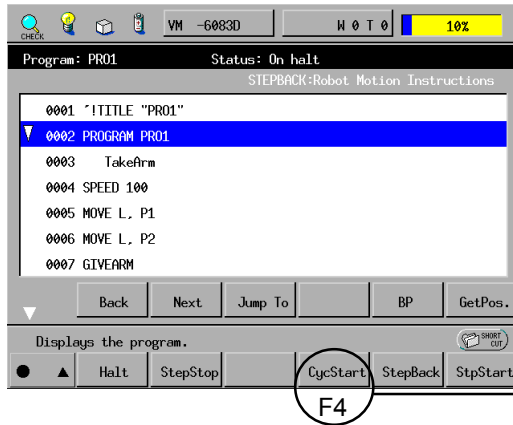 CHECK VM -6083D W 0 T 0 10%
Program: PRO1 Status: On halt
STEPBACK:Robot Motion Instructions
0001 ´!TITLE "PRO1"
0002 PROGRAM PRO1
0003 TakeArm
0004 SPEED 100
0005 MOVE L, P1
0006 MOVE L, P2
0007 GIVEARM
Back Next Jump To BP GetPos.
Displays the program. SHORT CUT
Halt StepStop CycStart StepBack StpStart
F4